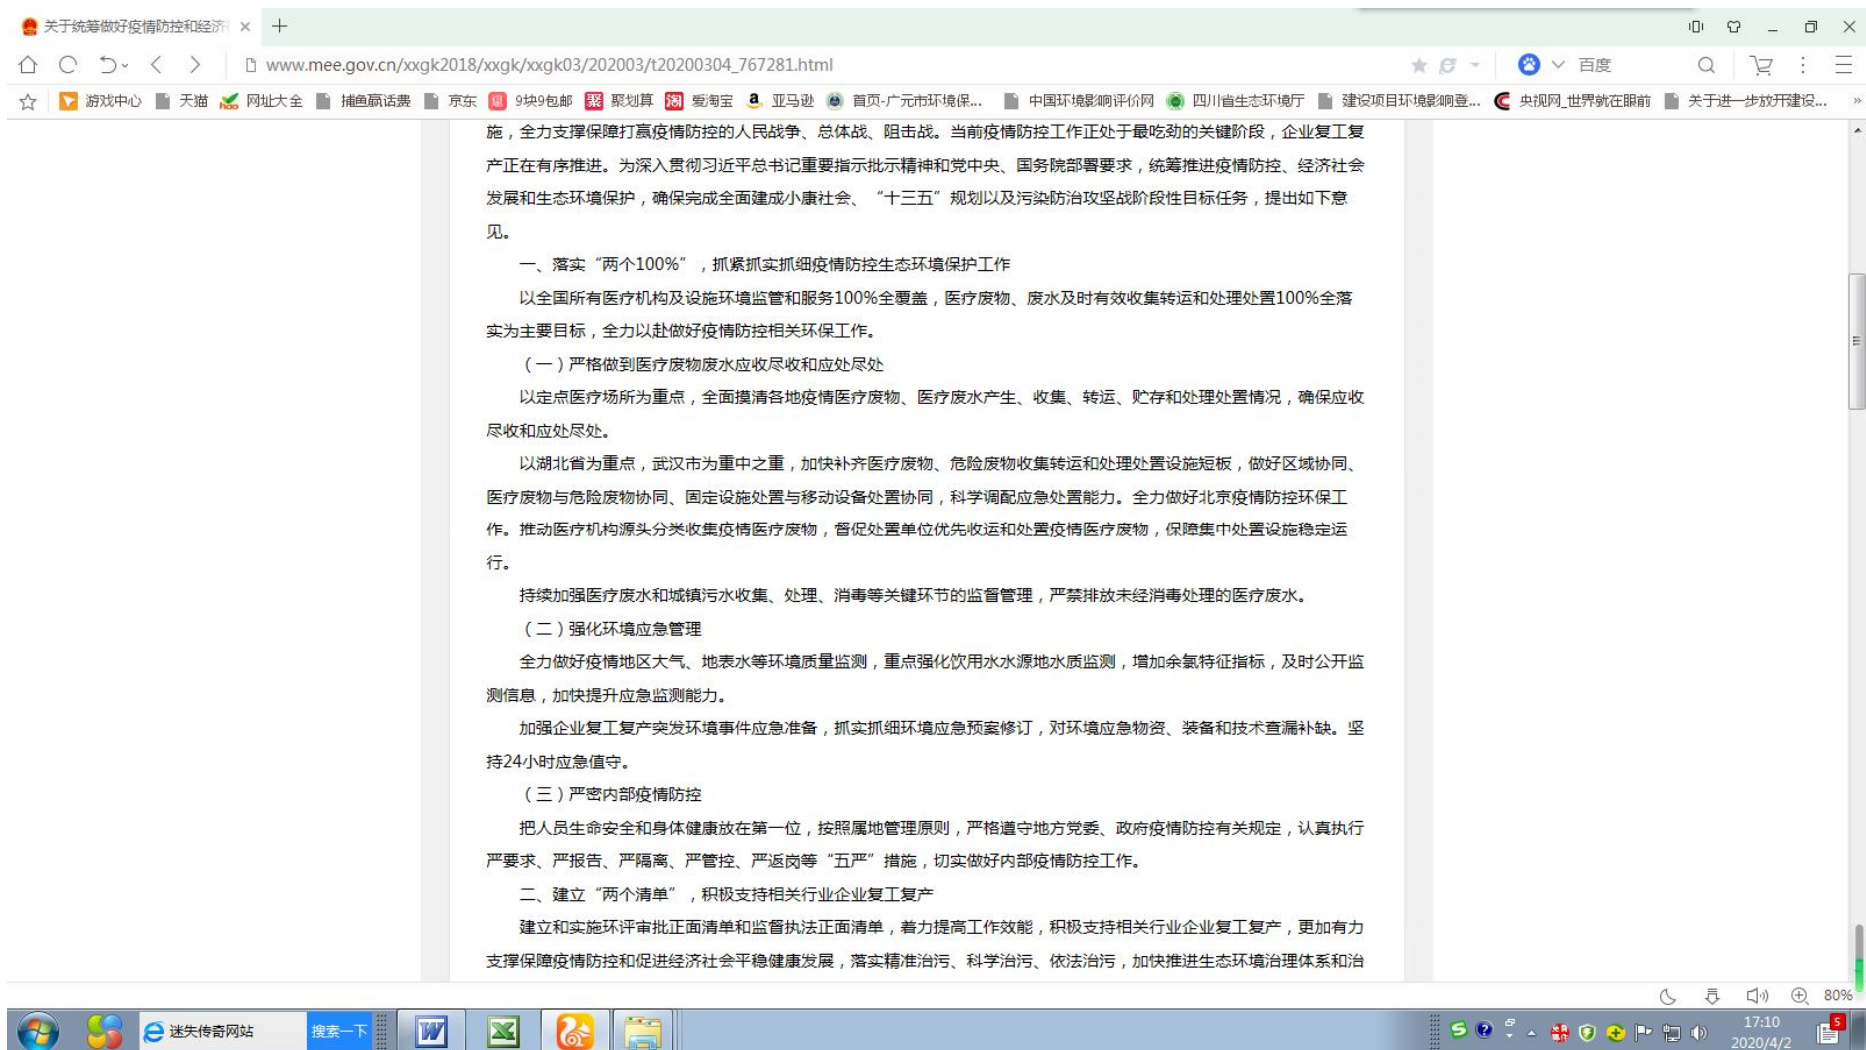 关于统筹做好疫情防控和经济
www.mee.gov.cn/xxgk2018/xxgk/xxgk03/202003/t20200304_767281.html
百度
游戏中心 天猫 网址大全 捕鱼赢话费 京东 9块9包邮 聚划算 爱淘宝 亚马逊 首页-广元市环境保... 中国环境影响评价网 四川省生态环境厅 建设项目环境影响登... 央视网_世界就在眼前 关于进一步放开建设... »
施，全力支撑保障打赢疫情防控的人民战争、总体战、阻击战。当前疫情防控工作正处于最吃劲的关键阶段，企业复工复
产正在有序推进。为深入贯彻习近平总书记重要指示批示精神和党中央、国务院部署要求，统筹推进疫情防控、经济社会
发展和生态环境保护，确保完成全面建成小康社会、“十三五”规划以及污染防治攻坚战阶段性目标任务，提出如下意
见。
一、落实“两个100%”，抓紧抓实抓细疫情防控生态环境保护工作
以全国所有医疗机构及设施环境监管和服务100%全覆盖，医疗废物、废水及时有效收集转运和处理处置100%全落
实为主要目标，全力以赴做好疫情防控相关环保工作。
（一）严格做到医疗废物废水应收尽收和应处尽处
以定点医疗场所为重点，全面摸清各地疫情医疗废物、医疗废水产生、收集、转运、贮存和处理处置情况，确保应收
尽收和应处尽处。
以湖北省为重点，武汉市为重中之重，加快补齐医疗废物、危险废物收集转运和处理处置设施短板，做好区域协同、
医疗废物与危险废物协同、固定设施处置与移动设备处置协同，科学调配应急处置能力。全力做好北京疫情防控环保工
作。推动医疗机构源头分类收集疫情医疗废物，督促处置单位优先收运和处置疫情医疗废物，保障集中处置设施稳定运
行。
持续加强医疗废水和城镇污水收集、处理、消毒等关键环节的监督管理，严禁排放未经消毒处理的医疗废水。
（二）强化环境应急管理
全力做好疫情地区大气、地表水等环境质量监测，重点强化饮用水水源地水质监测，增加余氯特征指标，及时公开监
测信息，加快提升应急监测能力。
加强企业复工复产突发环境事件应急准备，抓实抓细环境应急预案修订，对环境应急物资、装备和技术查漏补缺。坚
持24小时应急值守。
（三）严密内部疫情防控
把人员生命安全和身体健康放在第一位，按照属地管理原则，严格遵守地方党委、政府疫情防控有关规定，认真执行
严要求、严报告、严隔离、严管控、严返岗等“五严”措施，切实做好内部疫情防控工作。
二、建立“两个清单”，积极支持相关行业企业复工复产
建立和实施环评审批正面清单和监督执法正面清单，着力提高工作效能，积极支持相关行业企业复工复产，更加有力
支撑保障疫情防控和促进经济社会平稳健康发展，落实精准治污、科学治污、依法治污，加快推进生态环境治理体系和治
80%
迷失传奇网站 搜索一下
17:10
2020/4/2
5